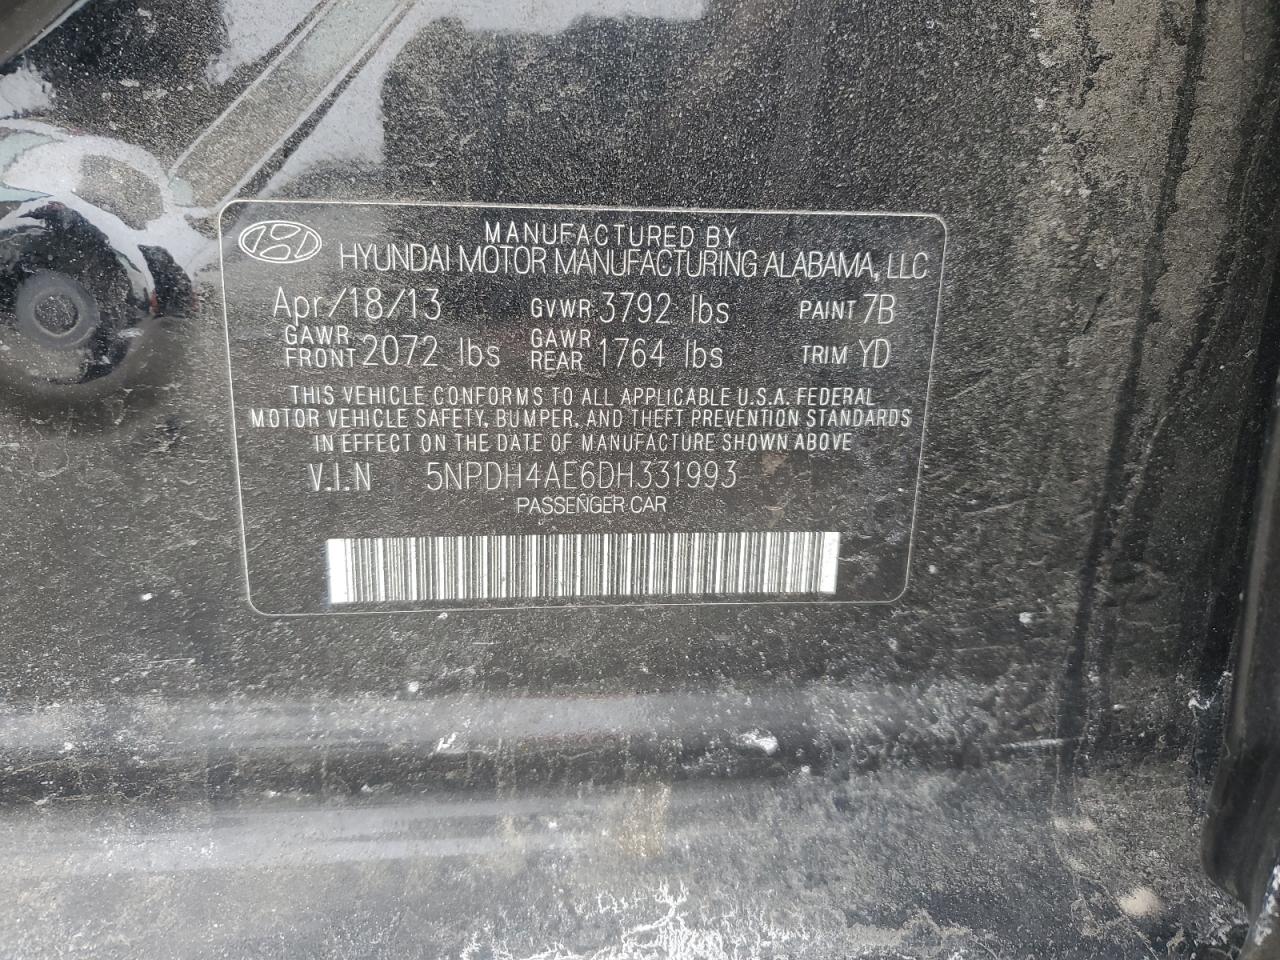 MANUFACTURED BY
HYUNDAI MOTOR MANUFACTURING ALABAMA, LLC
Apr/18/13 GVWR 3792 lbs PAINT 7B
GAWR FRONT 2072 lbs GAWR REAR 1764 lbs TRIM YD
THIS VEHICLE CONFORMS TO ALL APPLICABLE U.S.A. FEDERAL
MOTOR VEHICLE SAFETY, BUMPER, AND THEFT PREVENTION STANDARDS
IN EFFECT ON THE DATE OF MANUFACTURE SHOWN ABOVE
V.I.N 5NPDH4AE6DH331993
PASSENGER CAR